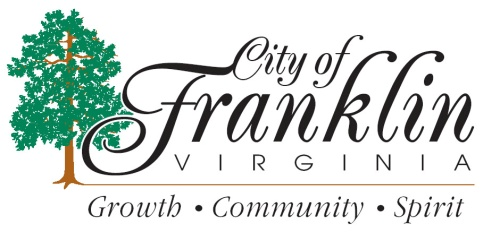 City of
Franklin
VIRGINIA
Growth • Community • Spirit